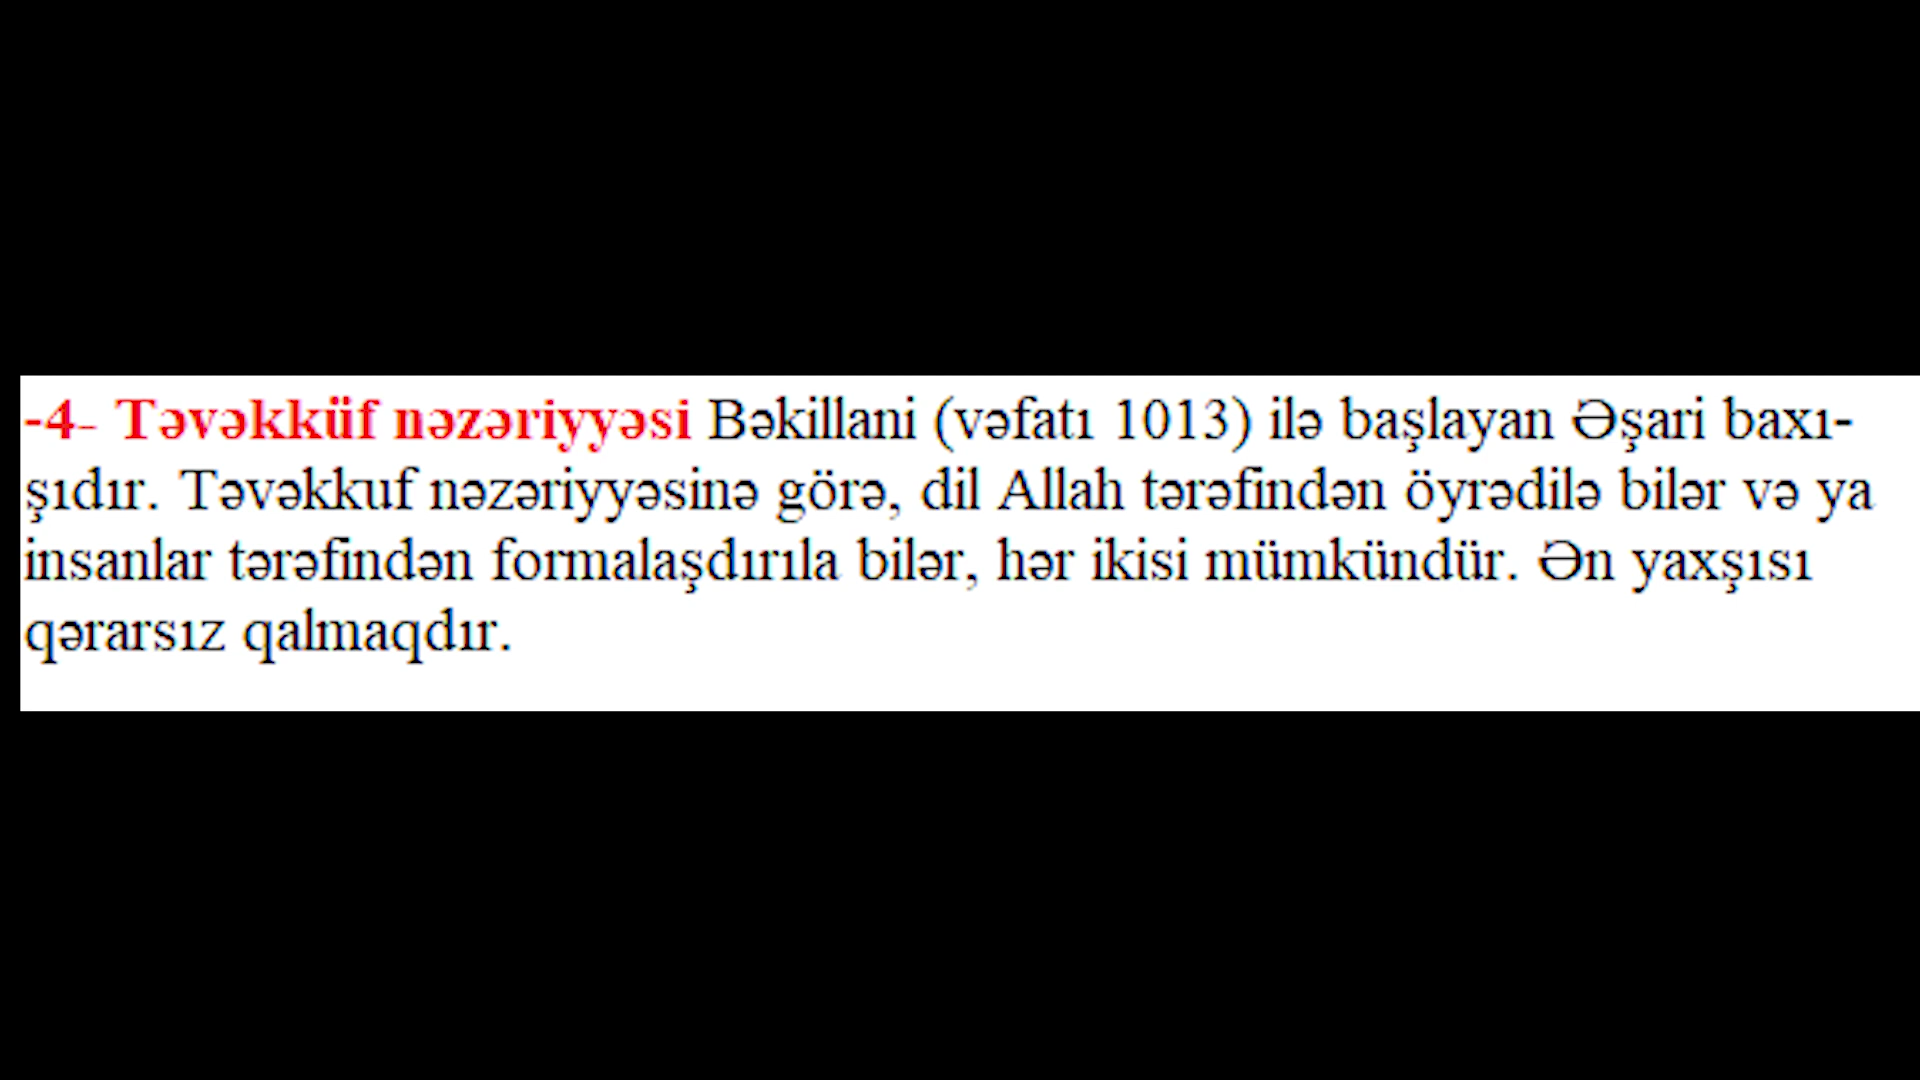 -4- Təvəkküf nəzəriyyəsi Bəkillani (vəfatı 1013) ilə başlayan Əşari baxı-
şıdır. Təvəkkuf nəzəriyyəsinə görə, dil Allah tərəfindən öyrədilə bilər və ya
insanlar tərəfindən formalaşdırıla bilər, hər ikisi mümkündür. Ən yaxşısı
qərarsız qalmaqdır.